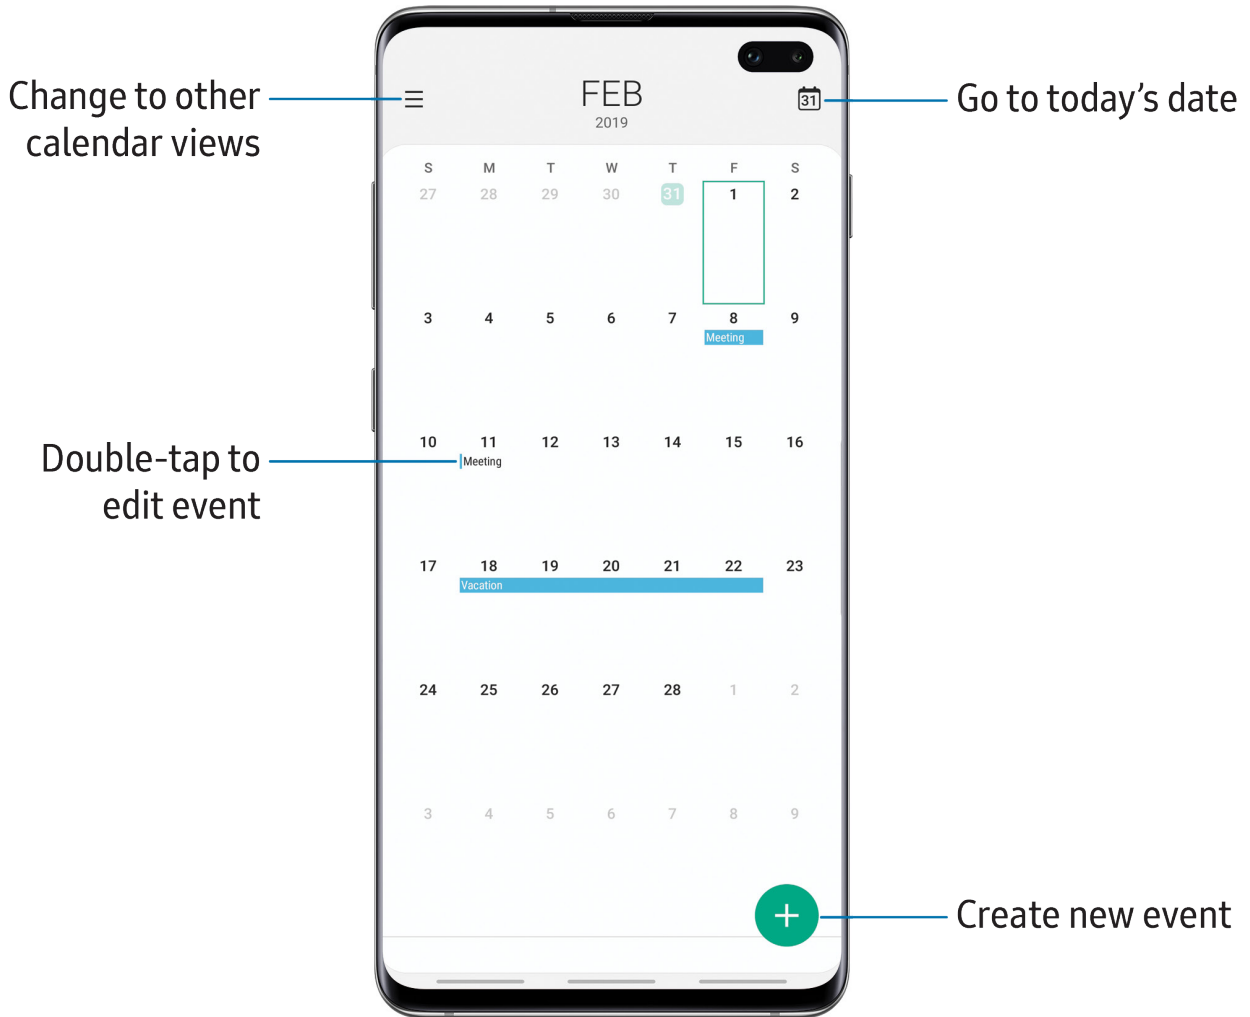 Change to other
calendar views
FEB
2019
31
Go to today's date
S M T W T F S
27 28 29 30 31 1 2
3 4 5 6 7 8 9
Meeting
10 11 12 13 14 15 16
Meeting
Double-tap to
edit event
17 18 19 20 21 22 23
Vacation
24 25 26 27 28 1 2
3 4 5 6 7 8 9
+
Create new event